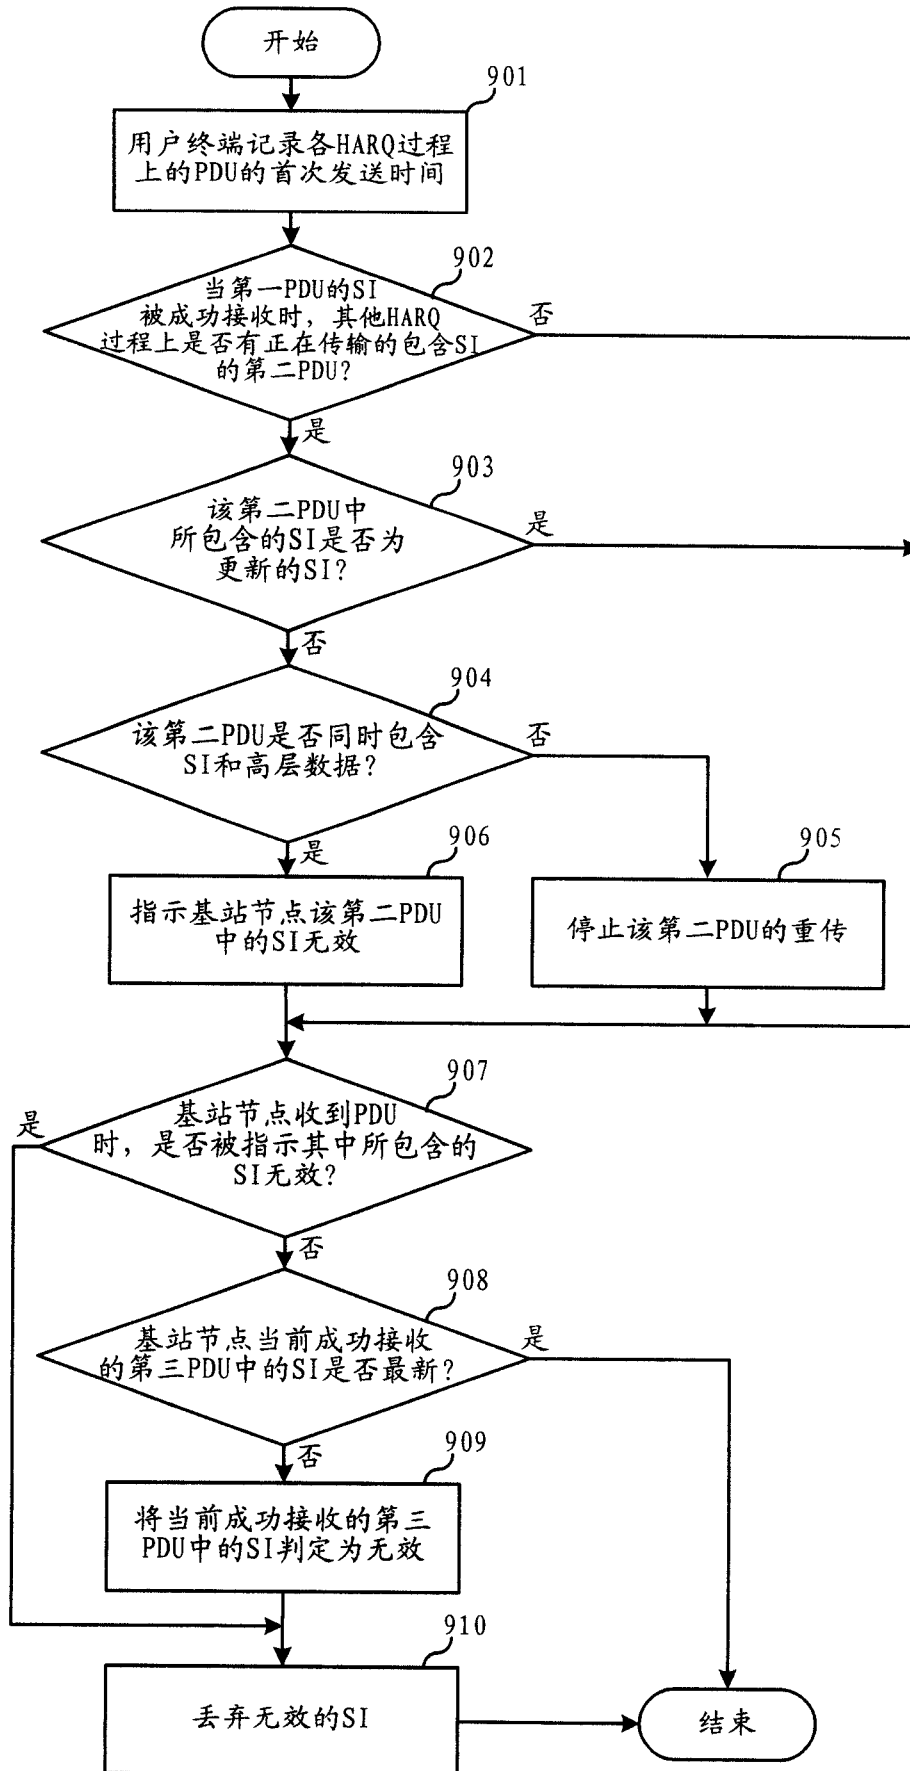 开始
901
用户终端记录各HARQ过程
上的PDU的首次发送时间
902
当第一PDU的SI
被成功接收时，其他HARQ
过程上是否有正在传输的包含SI
的第二PDU？
否
是
903
该第二PDU中
所包含的SI是否为
更新的SI？
是
否
904
该第二PDU是否同时包含
SI和高层数据？
否
是
906
指示基站节点该第二PDU
中的SI无效
905
停止该第二PDU的重传
907
基站节点收到PDU
时，是否被指示其中所包含的
SI无效？
是
否
908
基站节点当前成功接收
的第三PDU中的SI是否最新？
是
否
909
将当前成功接收的第三
PDU中的SI判定为无效
910
丢弃无效的SI
结束